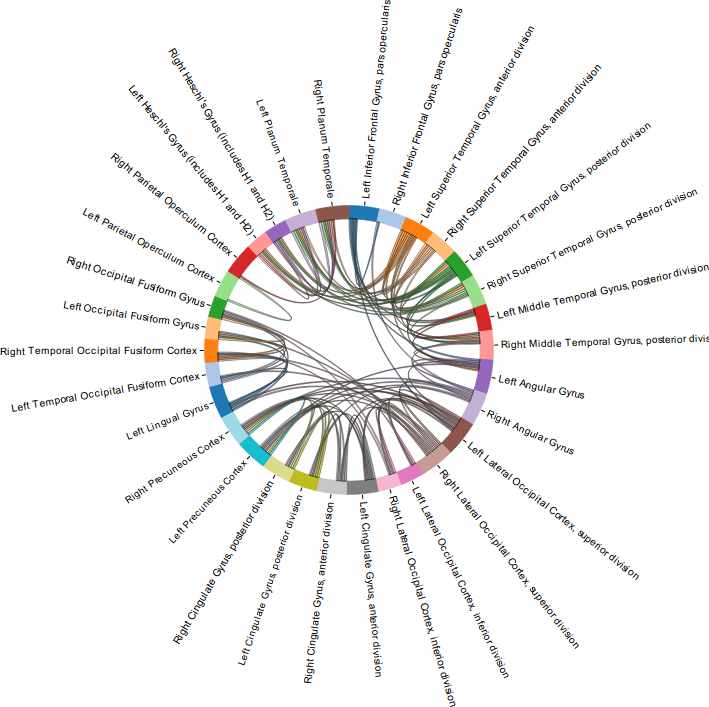 Left Inferior Frontal Gyrus, pars opercularis
Right Inferior Frontal Gyrus, pars opercularis
Left Superior Temporal Gyrus, anterior division
Right Superior Temporal Gyrus, anterior division
Left Superior Temporal Gyrus, posterior division
Right Superior Temporal Gyrus, posterior division
Left Middle Temporal Gyrus, posterior division
Right Middle Temporal Gyrus, posterior divis
Left Angular Gyrus
Right Angular Gyrus
Left Lateral Occipital Cortex, superior division
Right Lateral Occipital Cortex, superior division
Left Lateral Occipital Cortex, inferior division
Right Lateral Occipital Cortex, inferior division
Left Cingulate Gyrus, anterior division
Right Cingulate Gyrus, anterior division
Left Cingulate Gyrus, posterior division
Right Cingulate Gyrus, posterior division
Left Precuneous Cortex
Right Precuneous Cortex
Left Lingual Gyrus
Left Temporal Occipital Fusiform Cortex
Right Temporal Occipital Fusiform Cortex
Left Occipital Fusiform Gyrus
Right Occipital Fusiform Gyrus
Left Parietal Operculum Cortex
Right Parietal Operculum Cortex
Left Heschl's Gyrus (includes H1 and H2)
Right Heschl's Gyrus (includes H1 and H2)
Left Planum Temporale
Right Planum Temporale